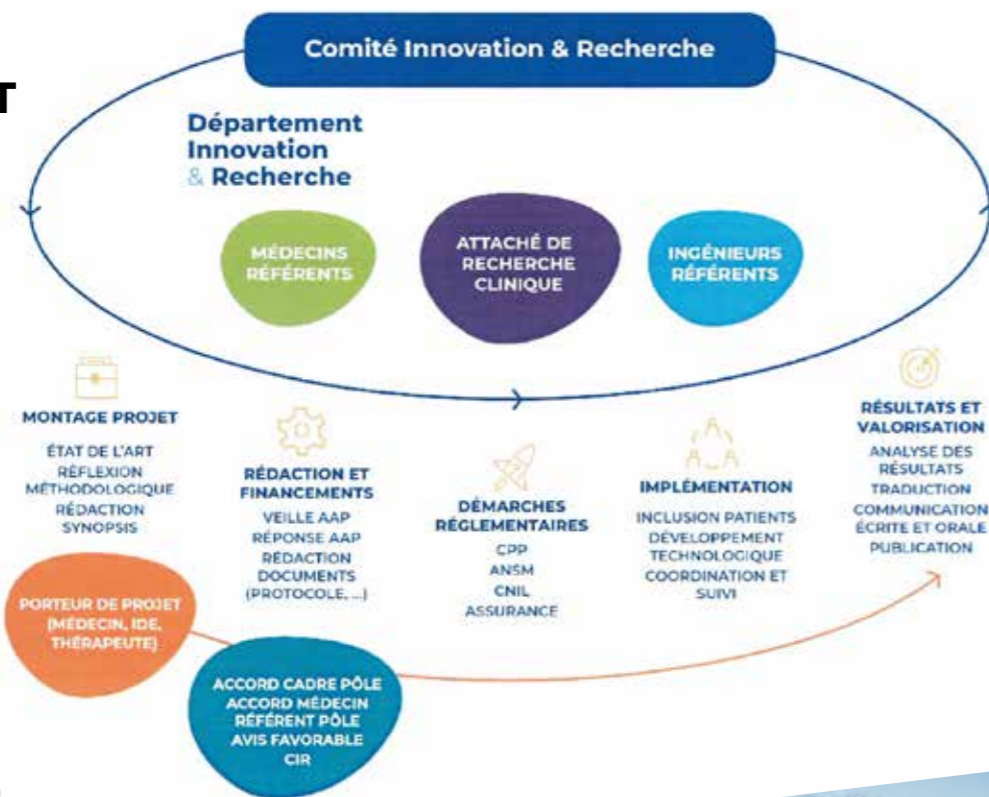 Comité Innovation & Recherche
T
Département
Innovation
& Recherche
MÉDECINS
RÉFÉRENTS
ATTACHÉ DE
RECHERCHE
CLINIQUE
INGÉNIEURS
RÉFÉRENTS
MONTAGE PROJET
ÉTAT DE L'ART
RÉFLEXION
MÉTHODOLOGIQUE
RÉDACTION
SYNOPSIS
RÉDACTION ET
FINANCEMENTS
VEILLE AAP
RÉPONSE AAP
RÉDACTION
DOCUMENTS
(PROTOCOLE, ...)
DÉMARCHES
RÉGLEMENTAIRES
CPP
ANSM
CNIL
ASSURANCE
IMPLÉMENTATION
INCLUSION PATIENTS
DÉVELOPPEMENT
TECHNOLOGIQUE
COORDINATION ET
SUIVI
RÉSULTATS ET
VALORISATION
ANALYSE DES
RÉSULTATS
TRADUCTION
COMMUNICATION
ÉCRITE ET ORALE
PUBLICATION
PORTEUR DE PROJET
(MÉDECIN, IDE,
THÉRAPEUTE)
ACCORD CADRE PÔLE
ACCORD MÉDECIN
RÉFÉRENT PÔLE
AVIS FAVORABLE
CIR